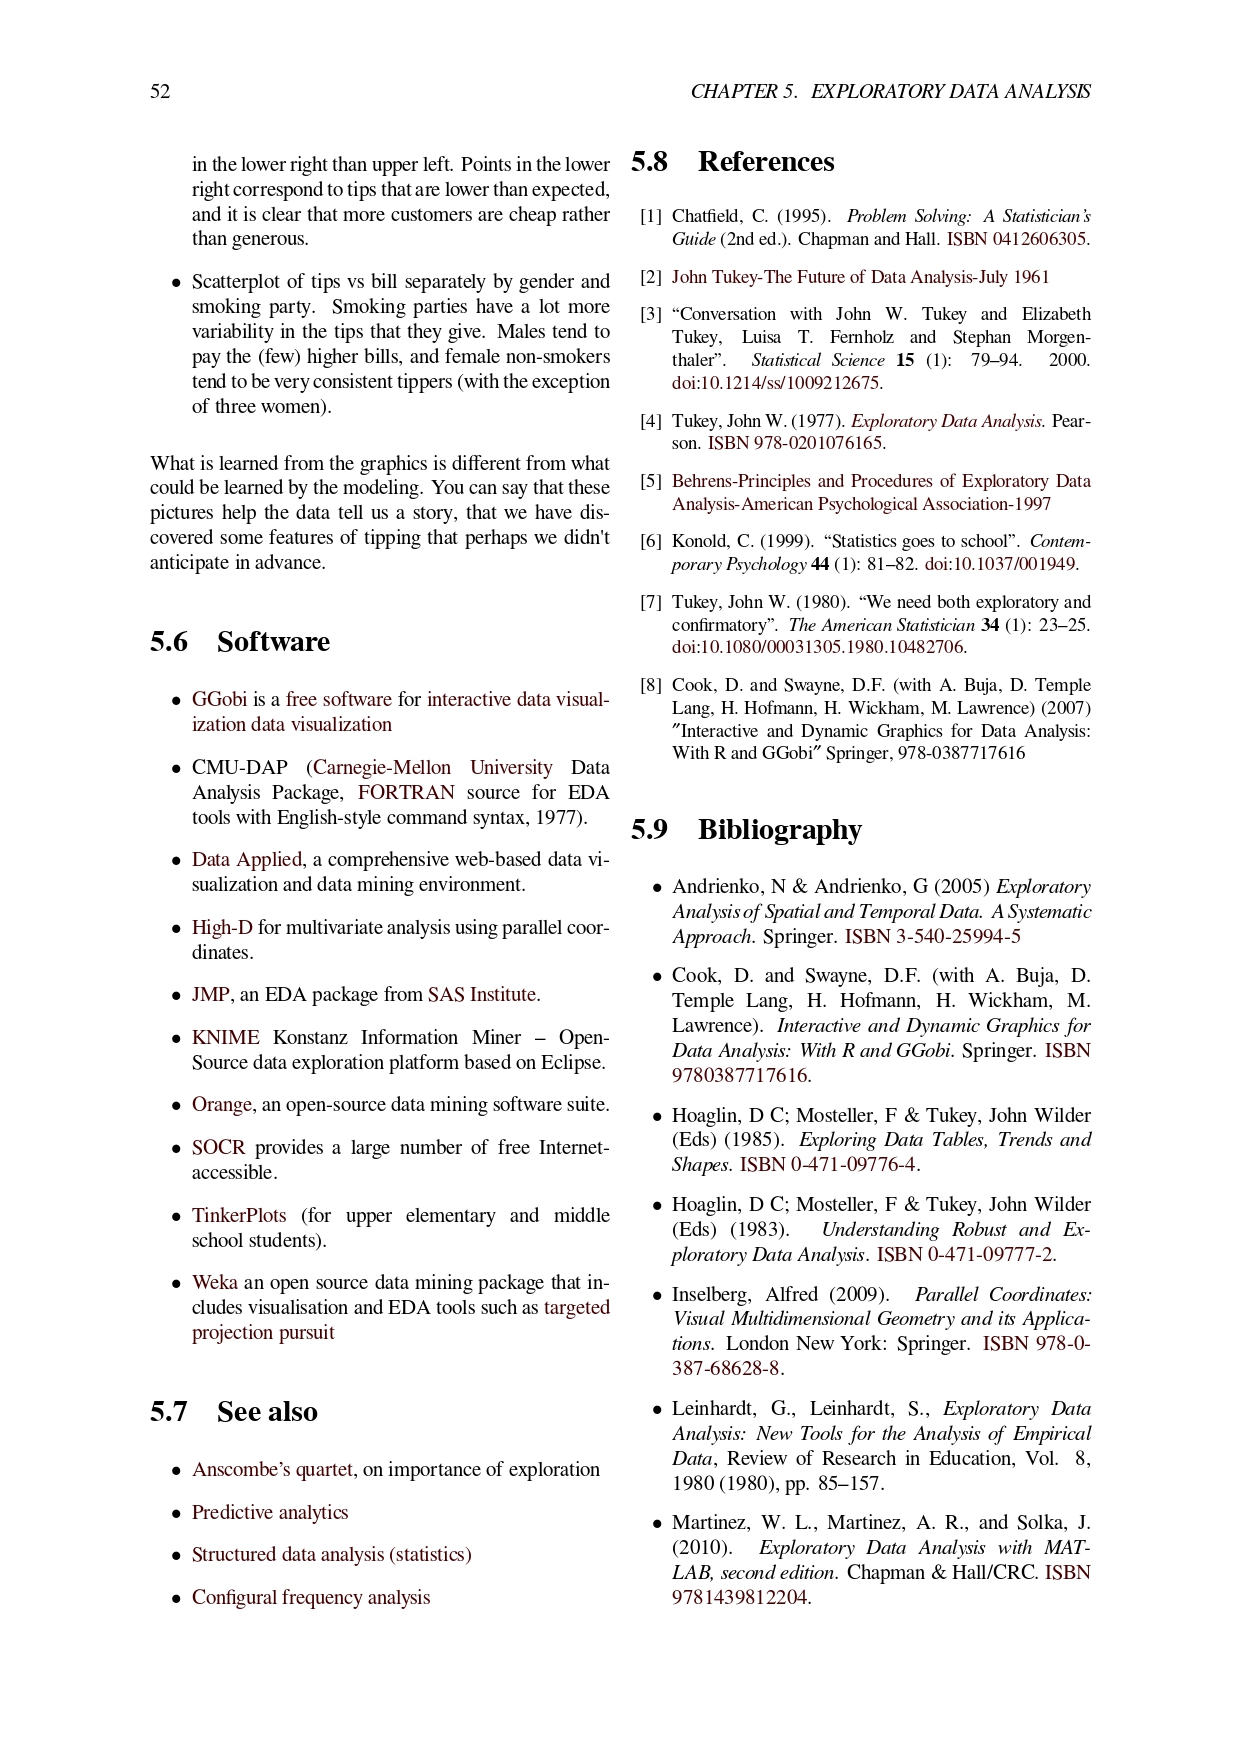 52
CHAPTER 5. EXPLORATORY DATA ANALYSIS
in the lower right than upper left. Points in the lower
right correspond to tips that are lower than expected,
and it is clear that more customers are cheap rather
than generous.
• Scatterplot of tips vs bill separately by gender and
smoking party. Smoking parties have a lot more
variability in the tips that they give. Males tend to
pay the (few) higher bills, and female non-smokers
tend to be very consistent tippers (with the exception
of three women).
What is learned from the graphics is different from what
could be learned by the modeling. You can say that these
pictures help the data tell us a story, that we have dis-
covered some features of tipping that perhaps we didn't
anticipate in advance.
5.6 Software
• GGobi is a free software for interactive data visual-
ization data visualization
• CMU-DAP (Carnegie-Mellon University Data
Analysis Package, FORTRAN source for EDA
tools with English-style command syntax, 1977).
• Data Applied, a comprehensive web-based data vi-
sualization and data mining environment.
• High-D for multivariate analysis using parallel coor-
dinates.
• JMP, an EDA package from SAS Institute.
• KNIME Konstanz Information Miner – Open-
Source data exploration platform based on Eclipse.
• Orange, an open-source data mining software suite.
• SOCR provides a large number of free Internet-
accessible.
• TinkerPlots (for upper elementary and middle
school students).
• Weka an open source data mining package that in-
cludes visualisation and EDA tools such as targeted
projection pursuit
5.7 See also
• Anscombe’s quartet, on importance of exploration
• Predictive analytics
• Structured data analysis (statistics)
• Configural frequency analysis
5.8 References
[1] Chatfield, C. (1995). Problem Solving: A Statistician’s
Guide (2nd ed.). Chapman and Hall. ISBN 0412606305.
[2] John Tukey-The Future of Data Analysis-July 1961
[3] “Conversation with John W. Tukey and Elizabeth
Tukey, Luisa T. Fernholz and Stephan Morgen-
thaler”. Statistical Science 15 (1): 79–94. 2000.
doi:10.1214/ss/1009212675.
[4] Tukey, John W. (1977). Exploratory Data Analysis. Pear-
son. ISBN 978-0201076165.
[5] Behrens-Principles and Procedures of Exploratory Data
Analysis-American Psychological Association-1997
[6] Konold, C. (1999). “Statistics goes to school”. Contem-
porary Psychology 44 (1): 81–82. doi:10.1037/001949.
[7] Tukey, John W. (1980). “We need both exploratory and
confirmatory”. The American Statistician 34 (1): 23–25.
doi:10.1080/00031305.1980.10482706.
[8] Cook, D. and Swayne, D.F. (with A. Buja, D. Temple
Lang, H. Hofmann, H. Wickham, M. Lawrence) (2007)
″Interactive and Dynamic Graphics for Data Analysis:
With R and GGobi″ Springer, 978-0387717616
5.9 Bibliography
• Andrienko, N & Andrienko, G (2005) Exploratory
Analysis of Spatial and Temporal Data. A Systematic
Approach. Springer. ISBN 3-540-25994-5
• Cook, D. and Swayne, D.F. (with A. Buja, D.
Temple Lang, H. Hofmann, H. Wickham, M.
Lawrence). Interactive and Dynamic Graphics for
Data Analysis: With R and GGobi. Springer. ISBN
9780387717616.
• Hoaglin, D C; Mosteller, F & Tukey, John Wilder
(Eds) (1985). Exploring Data Tables, Trends and
Shapes. ISBN 0-471-09776-4.
• Hoaglin, D C; Mosteller, F & Tukey, John Wilder
(Eds) (1983). Understanding Robust and Ex-
ploratory Data Analysis. ISBN 0-471-09777-2.
• Inselberg, Alfred (2009). Parallel Coordinates:
Visual Multidimensional Geometry and its Applica-
tions. London New York: Springer. ISBN 978-0-
387-68628-8.
• Leinhardt, G., Leinhardt, S., Exploratory Data
Analysis: New Tools for the Analysis of Empirical
Data, Review of Research in Education, Vol. 8,
1980 (1980), pp. 85–157.
• Martinez, W. L., Martinez, A. R., and Solka, J.
(2010). Exploratory Data Analysis with MAT-
LAB, second edition. Chapman & Hall/CRC. ISBN
9781439812204.